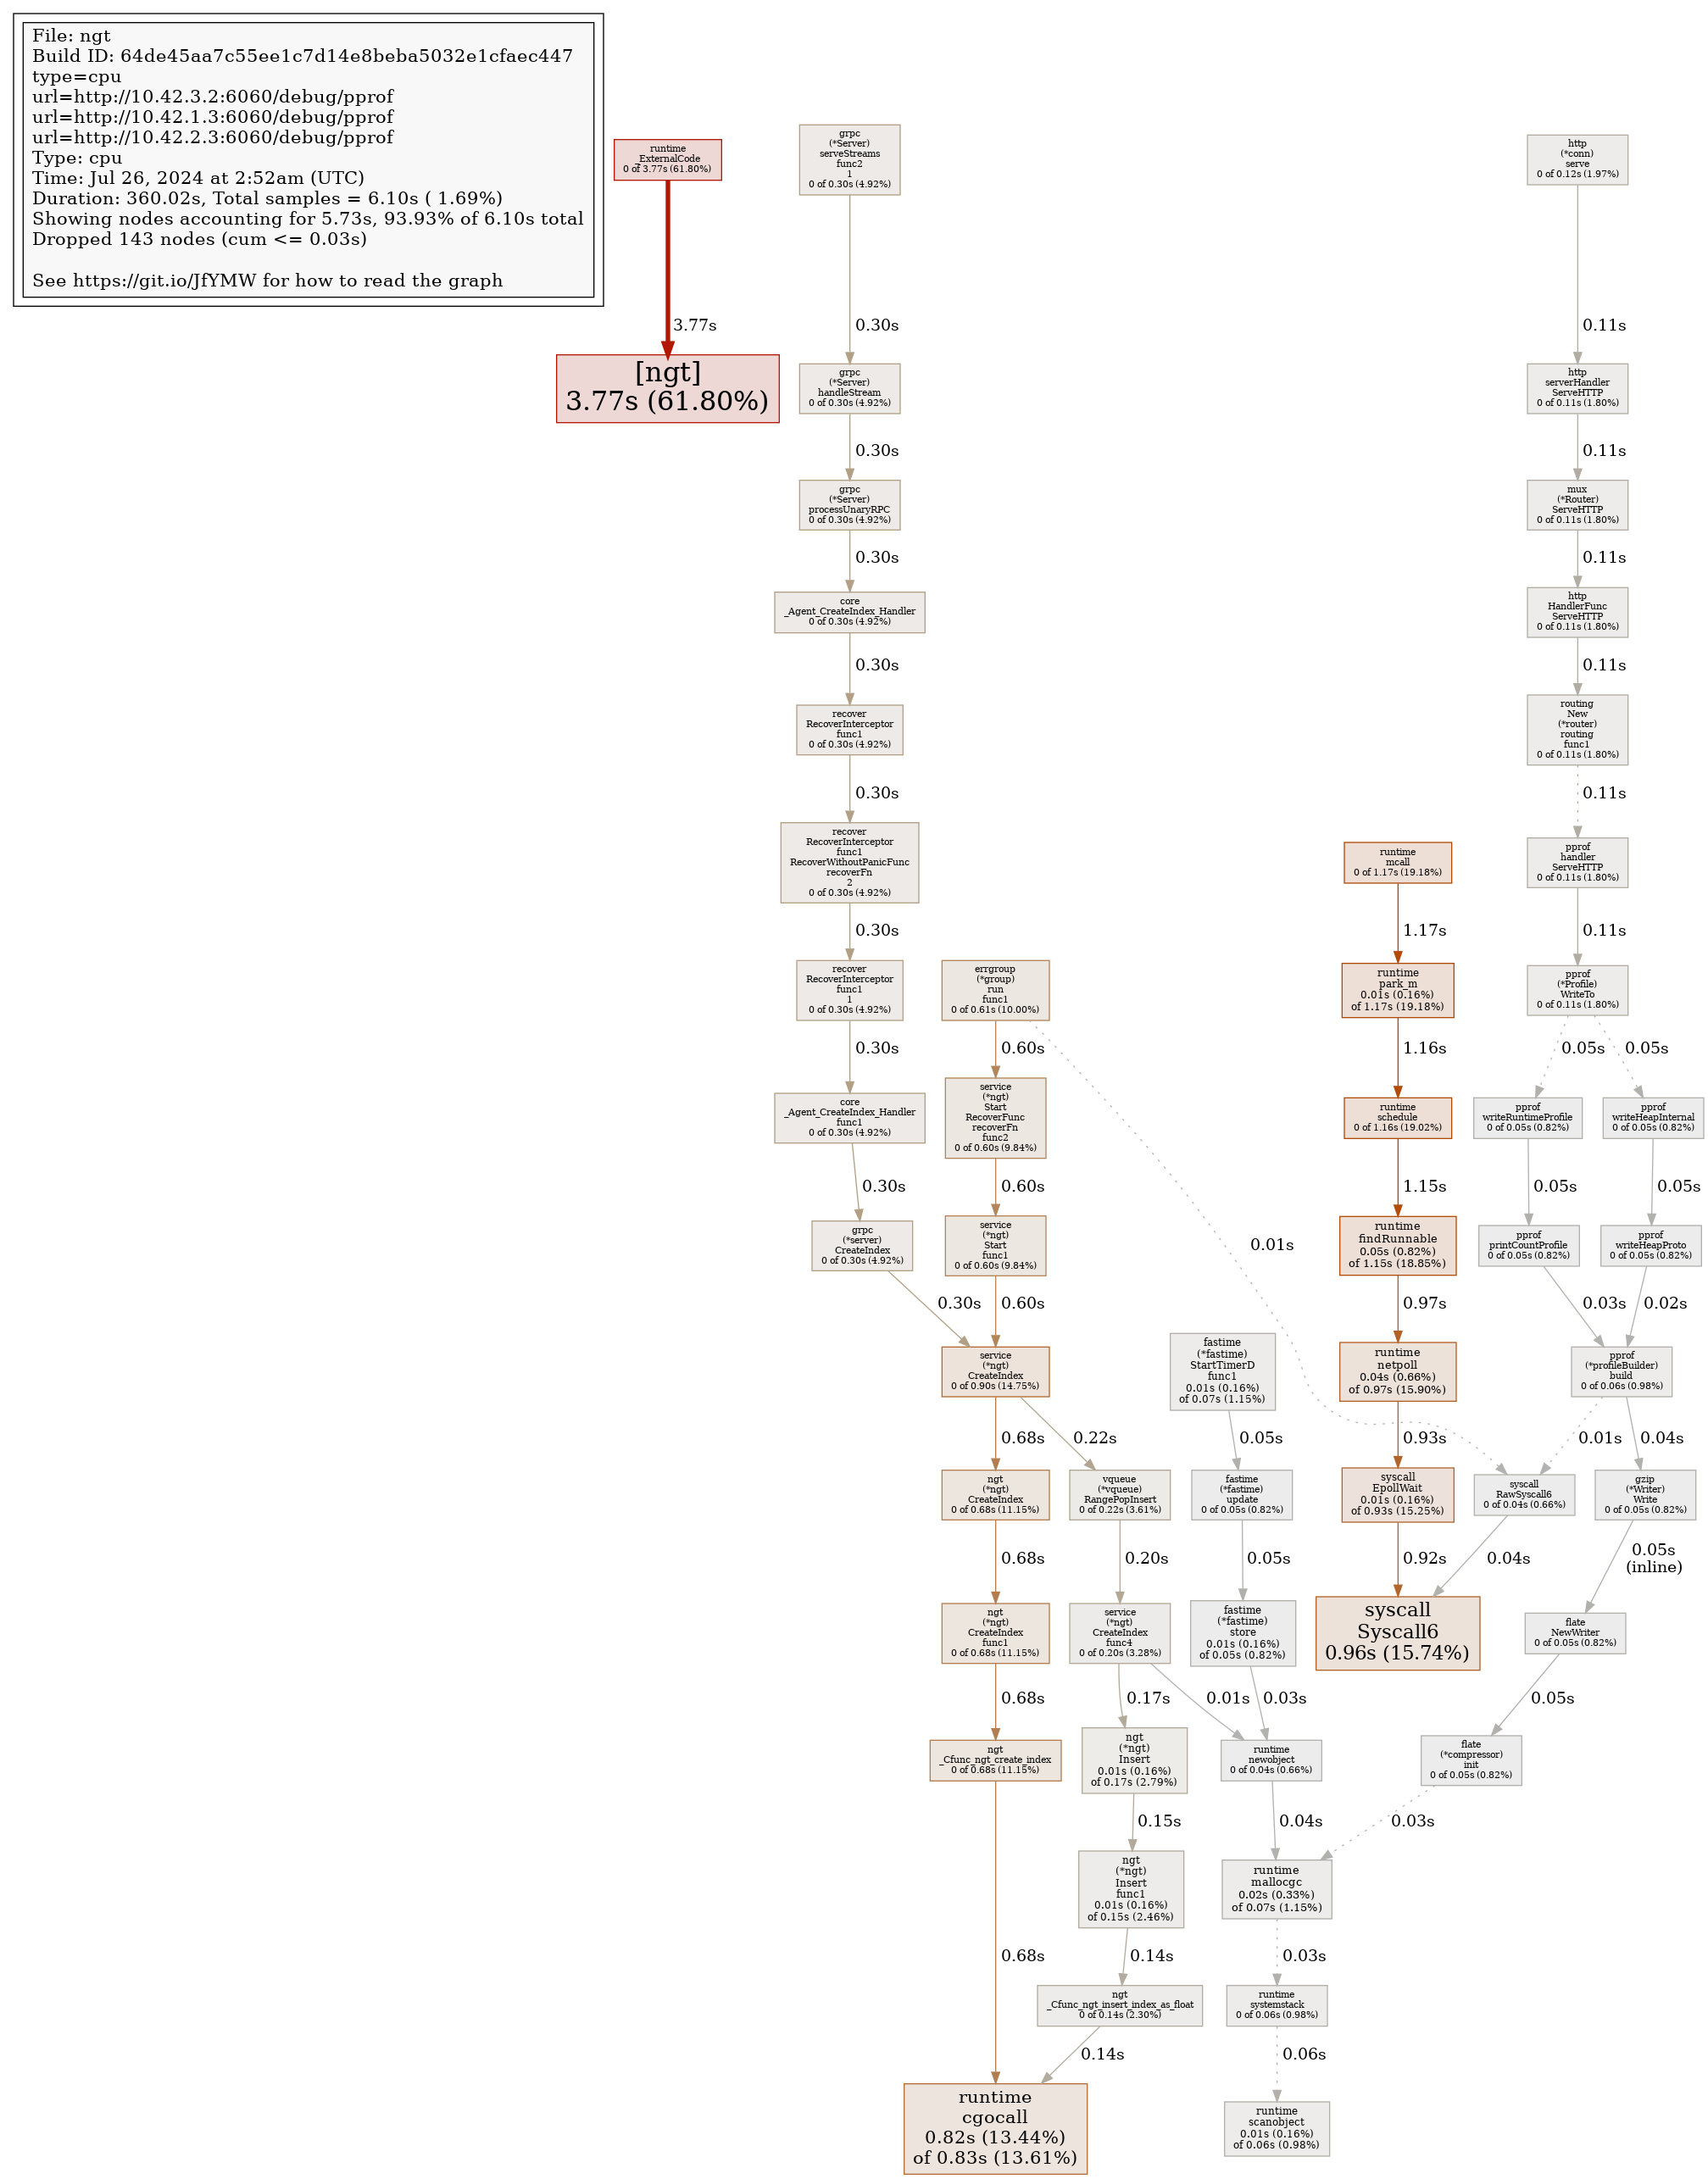 File: ngt
Build ID: 64de45aa7c55ee1c7d14e8beba5032e1cfaec447
type=cpu
url=http://10.42.3.2:6060/debug/pprof
url=http://10.42.1.3:6060/debug/pprof
url=http://10.42.2.3:6060/debug/pprof
Type: cpu
Time: Jul 26, 2024 at 2:52am (UTC)
Duration: 360.02s, Total samples = 6.10s ( 1.69%)
Showing nodes accounting for 5.73s, 93.93% of 6.10s total
Dropped 143 nodes (cum <= 0.03s)
See https://git.io/JfYMW for how to read the graph
runtime
_ExternalCode
0 of 3.77s (61.80%)
3.77s
[ngt]
3.77s (61.80%)
grpc
(*Server)
serveStreams
func2
1
0 of 0.30s (4.92%)
0.30s
grpc
(*Server)
handleStream
0 of 0.30s (4.92%)
0.30s
grpc
(*Server)
processUnaryRPC
0 of 0.30s (4.92%)
0.30s
core
_Agent_CreateIndex_Handler
0 of 0.30s (4.92%)
0.30s
recover
RecoverInterceptor
func1
0 of 0.30s (4.92%)
0.30s
recover
RecoverInterceptor
func1
RecoverWithoutPanicFunc
recoverFn
2
0 of 0.30s (4.92%)
0.30s
recover
RecoverInterceptor
func1
1
0 of 0.30s (4.92%)
0.30s
core
_Agent_CreateIndex_Handler
func1
0 of 0.30s (4.92%)
0.30s
grpc
(*server)
CreateIndex
0 of 0.30s (4.92%)
0.30s
errgroup
(*group)
run
func1
0 of 0.61s (10.00%)
0.60s
0.01s
service
(*ngt)
Start
RecoverFunc
recoverFn
func2
0 of 0.60s (9.84%)
0.60s
service
(*ngt)
Start
func1
0 of 0.60s (9.84%)
0.60s
service
(*ngt)
CreateIndex
0 of 0.90s (14.75%)
0.68s
0.22s
ngt
(*ngt)
CreateIndex
0 of 0.68s (11.15%)
0.68s
ngt
(*ngt)
CreateIndex
func1
0 of 0.68s (11.15%)
0.68s
ngt
_Cfunc_ngt_create_index
0 of 0.68s (11.15%)
0.68s
vqueue
(*vqueue)
RangePopInsert
0 of 0.22s (3.61%)
0.20s
service
(*ngt)
CreateIndex
func4
0 of 0.20s (3.28%)
0.17s
0.01s
ngt
(*ngt)
Insert
0.01s (0.16%)
of 0.17s (2.79%)
0.15s
ngt
(*ngt)
Insert
func1
0.01s (0.16%)
of 0.15s (2.46%)
0.14s
ngt
_Cfunc_ngt_insert_index_as_float
0 of 0.14s (2.30%)
0.14s
runtime
cgocall
0.82s (13.44%)
of 0.83s (13.61%)
fastime
(*fastime)
StartTimerD
func1
0.01s (0.16%)
of 0.07s (1.15%)
0.05s
fastime
(*fastime)
update
0 of 0.05s (0.82%)
0.05s
fastime
(*fastime)
store
0.01s (0.16%)
of 0.05s (0.82%)
0.03s
runtime
newobject
0 of 0.04s (0.66%)
0.04s
runtime
mallocgc
0.02s (0.33%)
of 0.07s (1.15%)
0.03s
runtime
systemstack
0 of 0.06s (0.98%)
0.06s
runtime
scanobject
0.01s (0.16%)
of 0.06s (0.98%)
runtime
mcall
0 of 1.17s (19.18%)
1.17s
runtime
park_m
0.01s (0.16%)
of 1.17s (19.18%)
1.16s
runtime
schedule
0 of 1.16s (19.02%)
1.15s
runtime
findRunnable
0.05s (0.82%)
of 1.15s (18.85%)
0.97s
runtime
netpoll
0.04s (0.66%)
of 0.97s (15.90%)
0.93s
syscall
EpollWait
0.01s (0.16%)
of 0.93s (15.25%)
0.92s
syscall
Syscall6
0.96s (15.74%)
http
(*conn)
serve
0 of 0.12s (1.97%)
0.11s
http
serverHandler
ServeHTTP
0 of 0.11s (1.80%)
0.11s
mux
(*Router)
ServeHTTP
0 of 0.11s (1.80%)
0.11s
http
HandlerFunc
ServeHTTP
0 of 0.11s (1.80%)
0.11s
routing
New
(*router)
routing
func1
0 of 0.11s (1.80%)
0.11s
pprof
handler
ServeHTTP
0 of 0.11s (1.80%)
0.11s
pprof
(*Profile)
WriteTo
0 of 0.11s (1.80%)
0.05s
0.05s
pprof
writeRuntimeProfile
0 of 0.05s (0.82%)
0.05s
pprof
writeHeapInternal
0 of 0.05s (0.82%)
0.05s
pprof
printCountProfile
0 of 0.05s (0.82%)
0.03s
pprof
writeHeapProto
0 of 0.05s (0.82%)
0.02s
pprof
(*profileBuilder)
build
0 of 0.06s (0.98%)
0.01s
0.04s
syscall
RawSyscall6
0 of 0.04s (0.66%)
0.04s
gzip
(*Writer)
Write
0 of 0.05s (0.82%)
0.05s
(inline)
flate
NewWriter
0 of 0.05s (0.82%)
0.05s
flate
(*compressor)
init
0 of 0.05s (0.82%)
0.03s